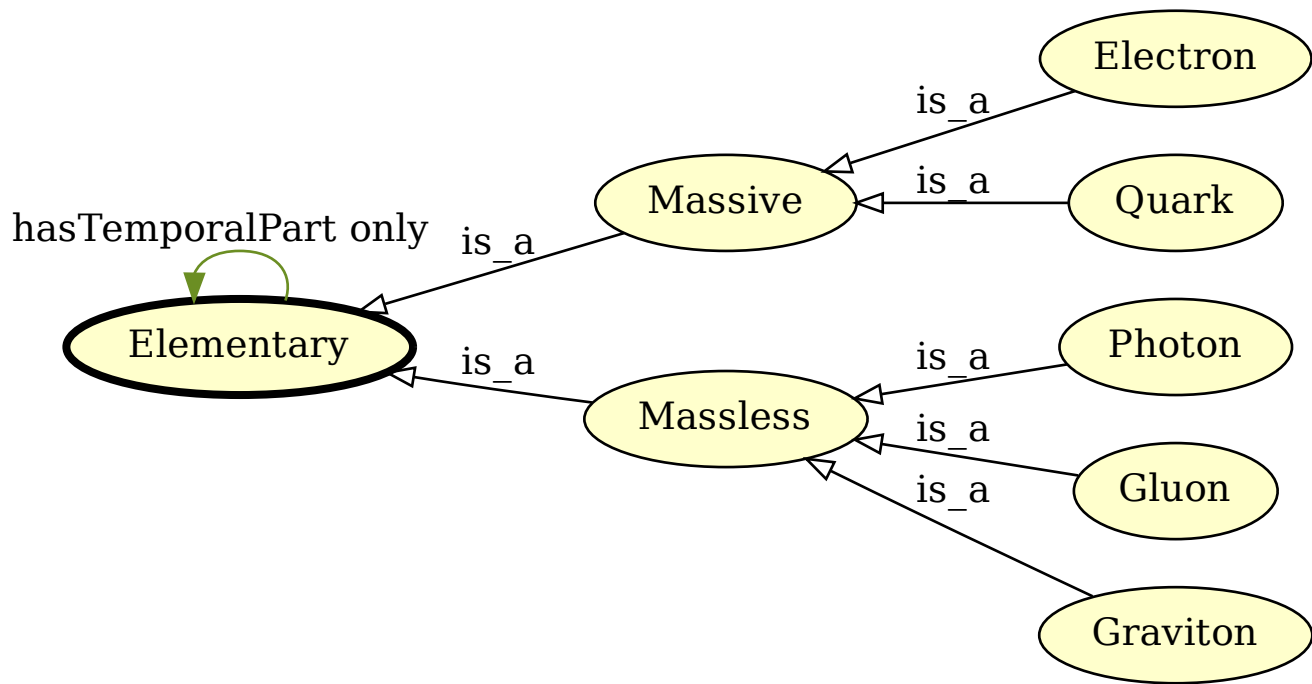 Electron
is_a
Massive
is_a
Quark
hasTemporalPart only
is_a
Elementary
is_a
Photon
is_a
Massless
is_a
Gluon
is_a
Graviton